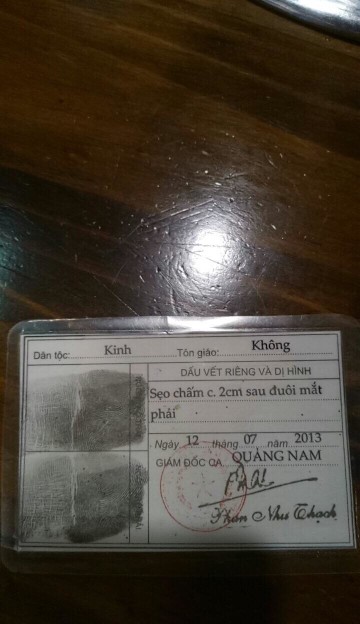 Dân tộc: Kinh Tôn giáo: Không
DẤU VẾT RIÊNG VÀ DỊ HÌNH
Sẹo chấm c. 2cm sau đuôi mắt
phải
Ngày 12 tháng 07 năm 2013
GIÁM ĐỐC CA QUẢNG NAM
Phan Như Thạch